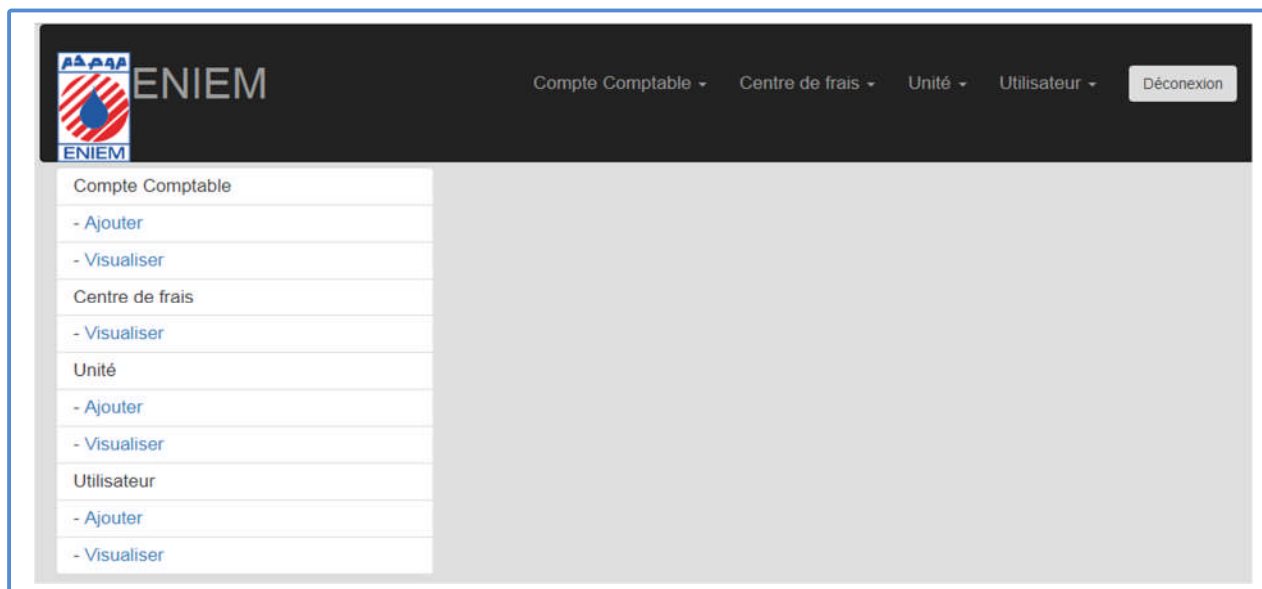 ENIEM
Compte Comptable Centre de frais Unité Utilisateur Déconexion
ENIEM
Compte Comptable
- Ajouter
- Visualiser
Centre de frais
- Visualiser
Unité
- Ajouter
- Visualiser
Utilisateur
- Ajouter
- Visualiser